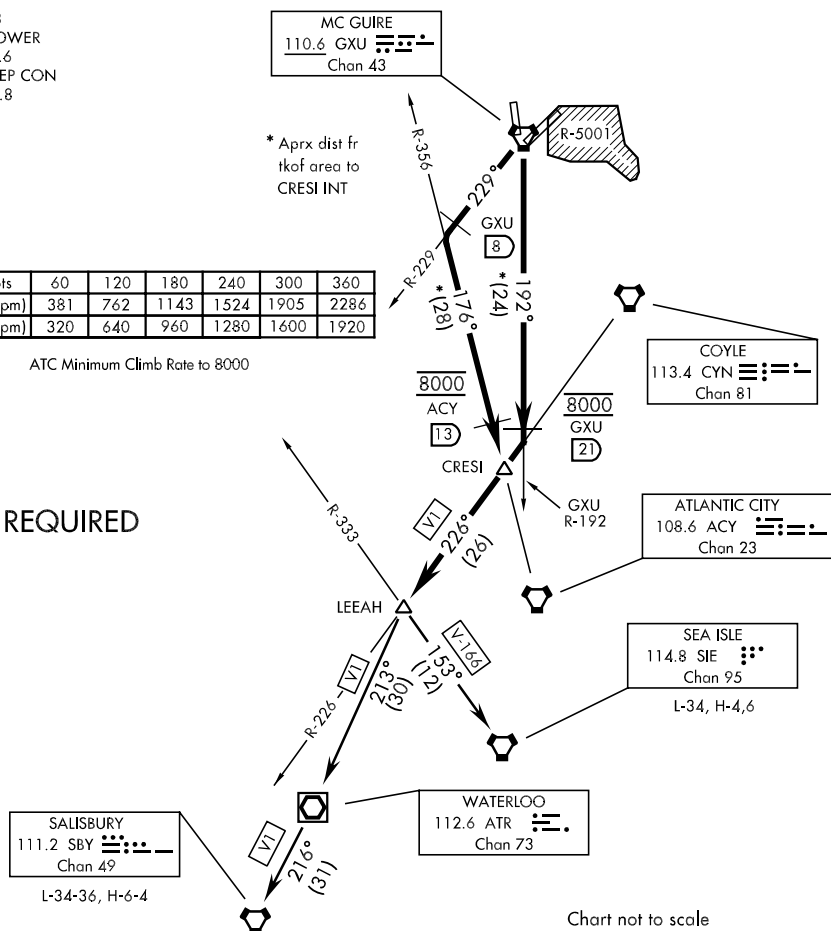 3
OWER
.6
EP CON
.8
MC GUIRE
110.6 GXU
Chan 43
R-5001
* Aprx dist fr
tkof area to
CRESI INT
R-356
229°
GXU
8
R-229
176°
*(28)
192°
*(24)
ts 60 120 180 240 300 360
pm) 381 762 1143 1524 1905 2286
pm) 320 640 960 1280 1600 1920
ATC Minimum Climb Rate to 8000
COYLE
113.4 CYN
Chan 81
8000
ACY
13
8000
GXU
21
CRESI
GXU
R-192
REQUIRED
V1
226°
(26)
ATLANTIC CITY
108.6 ACY
Chan 23
R-333
LEEAH
V-166
153°
(12)
V1
213°
(30)
R-226
SEA ISLE
114.8 SIE
Chan 95
L-34, H-4,6
WATERLOO
112.6 ATR
Chan 73
SALISBURY
111.2 SBY
Chan 49
L-34-36, H-6-4
V1
216°
(31)
Chart not to scale